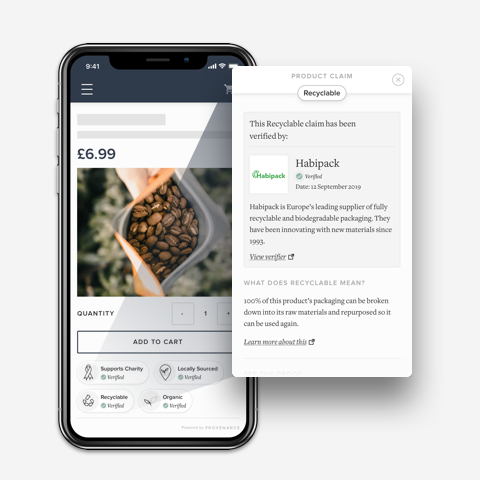 9:41
£6.99
QUANTITY - 1 +
ADD TO CART
Supports Charity
Verified
Locally Sourced
Verified
Recyclable
Verified
Organic
Verified
Powered by PROVENANCE
PRODUCT CLAIM
Recyclable
This Recyclable claim has been
verified by:
Habipack
Habipack
Verified
Date: 12 September 2019
Habipack is Europe's leading supplier of fully
recyclable and biodegradable packaging. They
have been innovating with new materials since
1993.
View verifier
WHAT DOES RECYCLABLE MEAN?
100% of this product's packaging can be broken
down into its raw materials and repurposed so it
can be used again.
Learn more about this